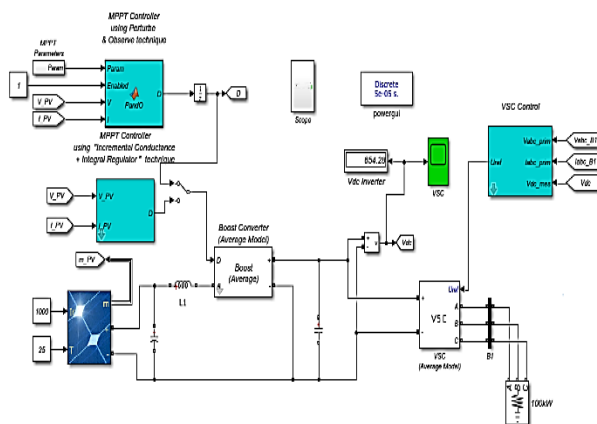 MPPT Controller
using Perturbe
& Observe technique
MPPT
Parameters
Param
Param
1
Enabled
PandO
D
V_PV
V
I_PV
I
D
MPPT Controller
using "Incremental Conductance
+ Integral Regulator" technique
V_PV
V_PV
D
I_PV
I_PV
m_PV
Scope
Discrete
5e-05 s.
powergui
654.28
Vdc Inverter
VSC
VSC Control
Uref
Vabc_prim
Vabc_B1
Iabc_prim
Iabc_B1
Vdc_mea
Vdc
Boost Converter
(Average Model)
D
Boost
(Average)
+
-
L1
1000
25
T
m
+
-
v
Vdc
Uref
+
-
VSC
A
B
C
VSC
(Average Model)
B1
A
B
C
100kW